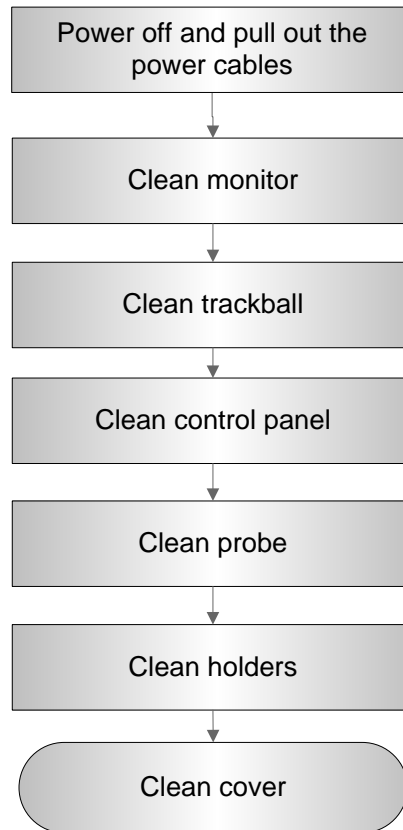 Power off and pull out the
power cables
Clean monitor
Clean trackball
Clean control panel
Clean probe
Clean holders
Clean cover